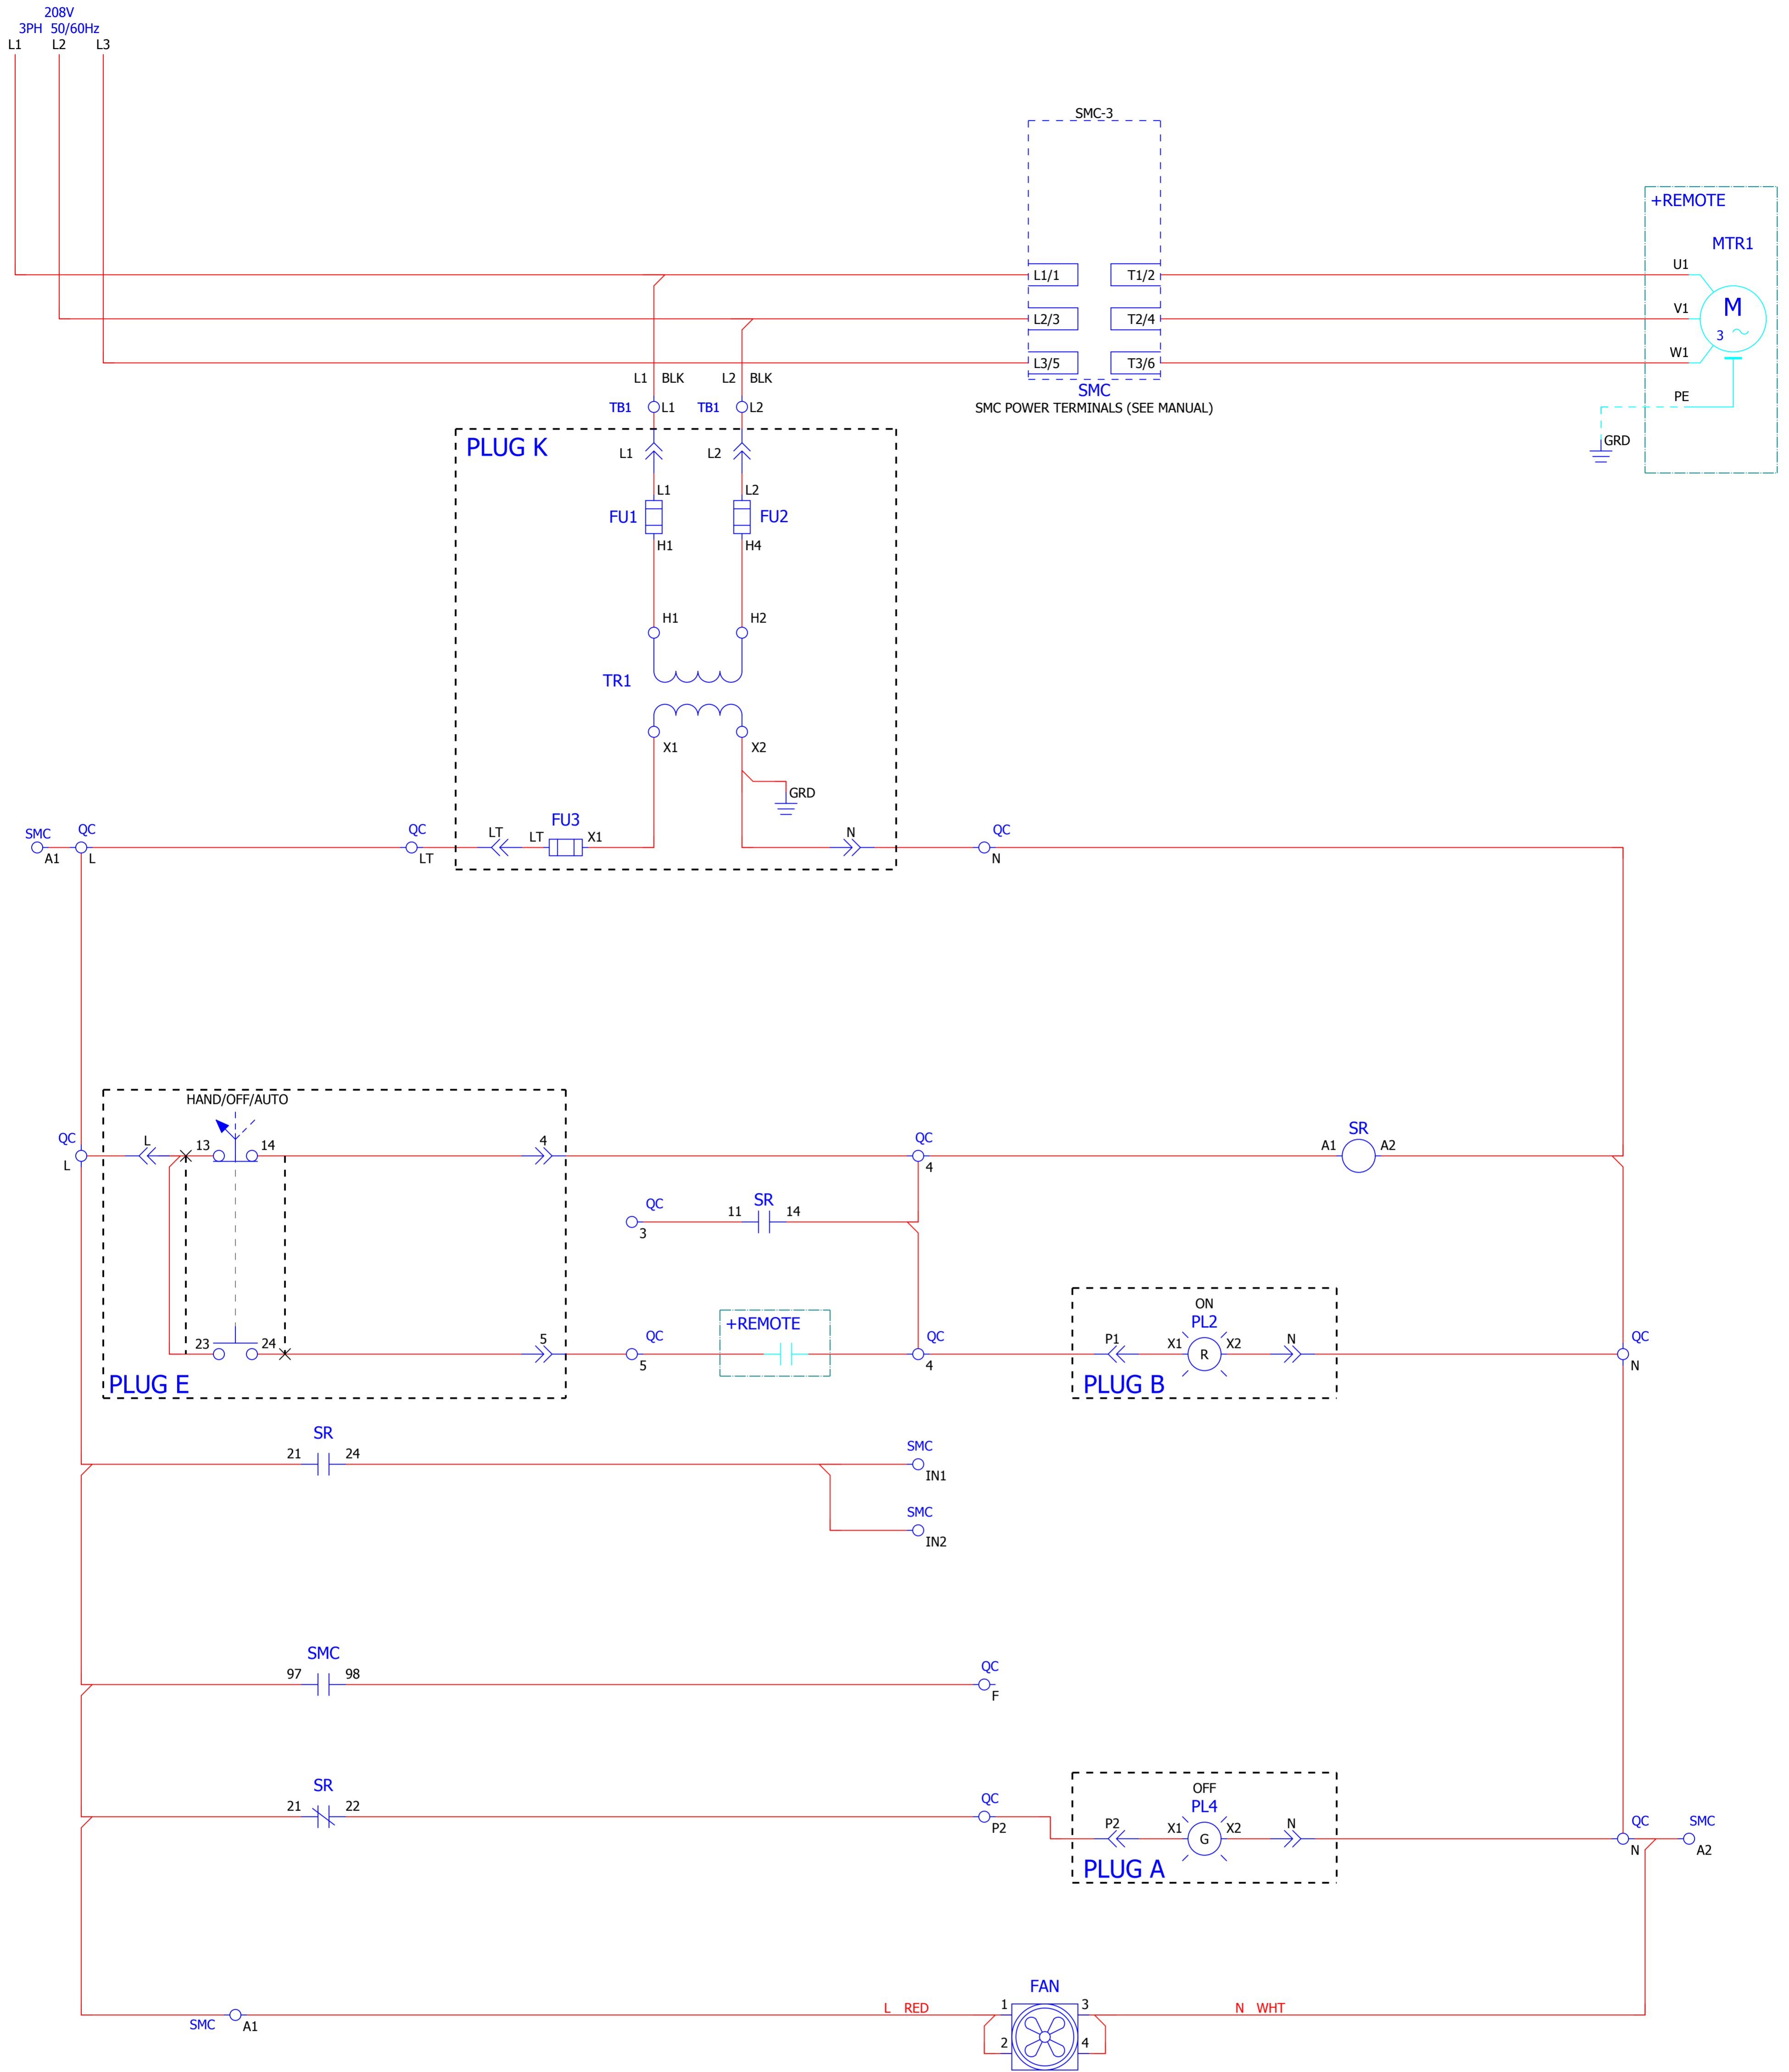 208V
3PH 50/60Hz
L1 L2 L3
SMC-3
+REMOTE
MTR1
U1
L1/1 T1/2
M
3
V1
L2/3 T2/4
W1
L3/5 T3/6
L1 BLK L2 BLK
SMC
SMC POWER TERMINALS (SEE MANUAL)
PE
TB1 L1 TB1 L2
GRD
PLUG K
L1 L2
L1 L2
FU1 FU2
H1 H4
H1 H2
TR1
X1 X2
GRD
FU3
SMC QC QC LT LT X1 N QC
A1 L LT N
HAND/OFF/AUTO
QC L 13 14 4 QC A1 SR A2
L 4
QC 11 SR 14
3
ON
+REMOTE
PL2
23 24 5 QC QC P1 X1 R X2 N QC
5 4 N
PLUG E PLUG B
SR
21 24 SMC
IN1
SMC
IN2
SMC
97 98 QC
F
SR
21 22 QC
P2
OFF
PL4
P2 X1 G X2 N QC SMC
N A2
PLUG A
FAN
L RED 1 3 N WHT
SMC A1
2 4